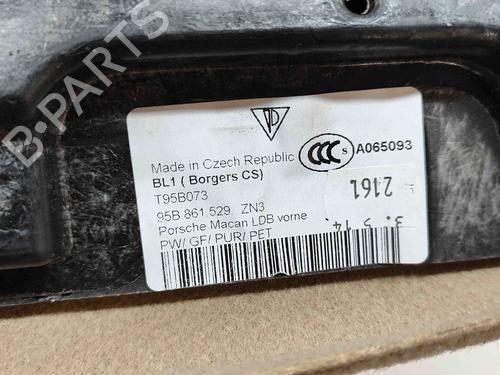 B-PARTS
Made in Czech Republic
BL1 ( Borgers CS)
T95B073
95B 861 529 ZN3
Porsche Macan LDB vorne
PW/ GF/ PUR/ PET
CCC S A065093
2161